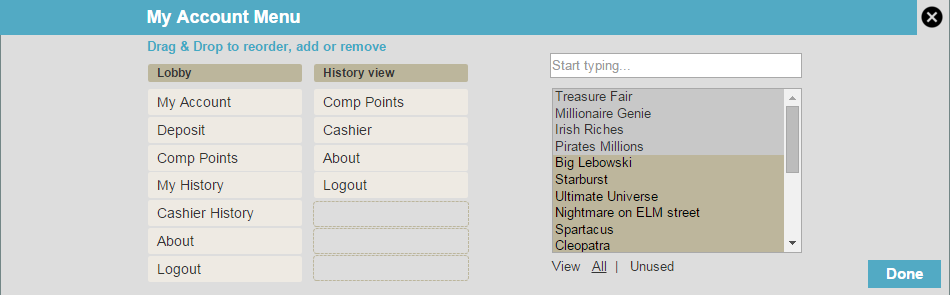 My Account Menu
Drag & Drop to reorder, add or remove
Lobby
My Account
Deposit
Comp Points
My History
Cashier History
About
Logout
History view
Comp Points
Cashier
About
Logout
Start typing...
Treasure Fair
Millionaire Genie
Irish Riches
Pirates Millions
Big Lebowski
Starburst
Ultimate Universe
Nightmare on ELM street
Spartacus
Cleopatra
View All | Unused
Done